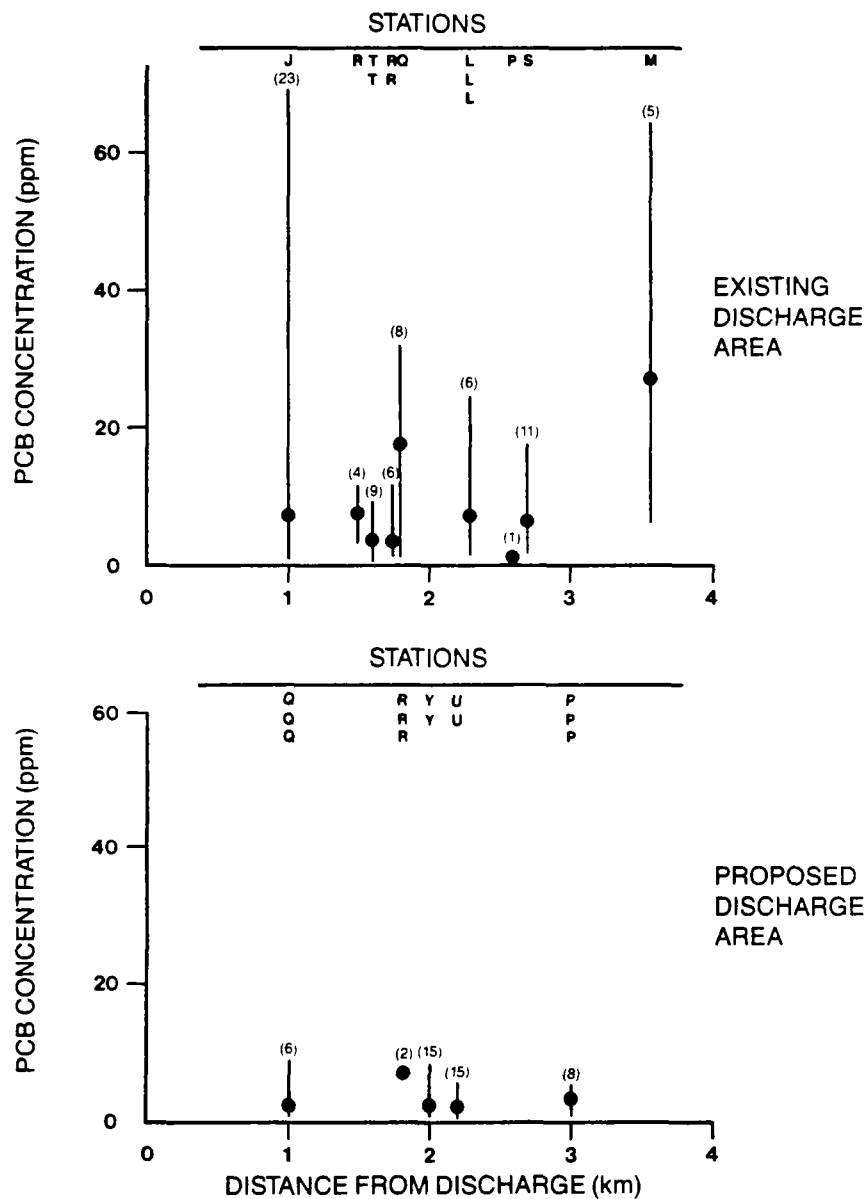 STATIONS
J R T RQ L P S M
(23) T R L
L
(5)
60
40
20
0
(8)
(4) (9) (6)
(6)
(11)
(1)
PCB CONCENTRATION (ppm)
EXISTING
DISCHARGE
AREA
0 1 2 3 4
STATIONS
Q R Y U P
Q R Y U P
Q R P
60
40
20
0
(6) (2) (15) (15) (8)
PCB CONCENTRATION (ppm)
PROPOSED
DISCHARGE
AREA
0 1 2 3 4
DISTANCE FROM DISCHARGE (km)